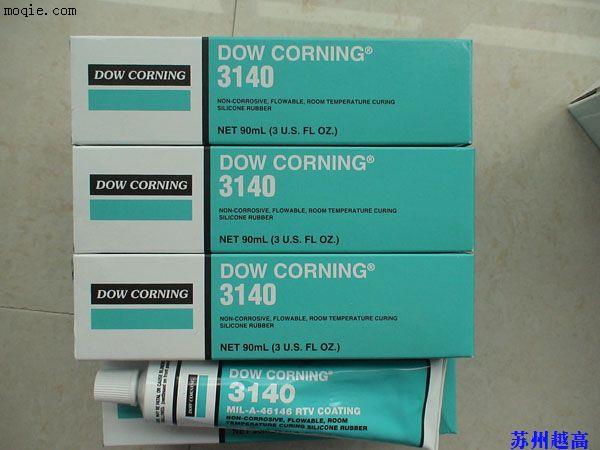 moqie.com
DOW CORNING
DOW CORNING®
3140
NON-CORROSIVE, FLOWABLE, ROOM TEMPERATURE CURING
SILICONE RUBBER
NET 90mL (3 U.S. FL OZ.)
DOW CORNING
DOW CORNING®
3140
NON-CORROSIVE, FLOWABLE, ROOM TEMPERATURE CURING
SILICONE RUBBER
NET 90mL (3 U.S. FL OZ.)
DOW CORNING
DOW CORNING®
3140
NON-CORROSIVE, FLOWABLE, ROOM TEMPERATURE CURING
SILICONE RUBBER
NET 90mL (3 U.S. FL OZ.)
DOW CORNING
DOW CORNING®
3140
MIL-A-46146 RTV COATING
NON-CORROSIVE, FLOWABLE, ROOM
TEMPERATURE CURING SILICONE RUBBER
苏州越高